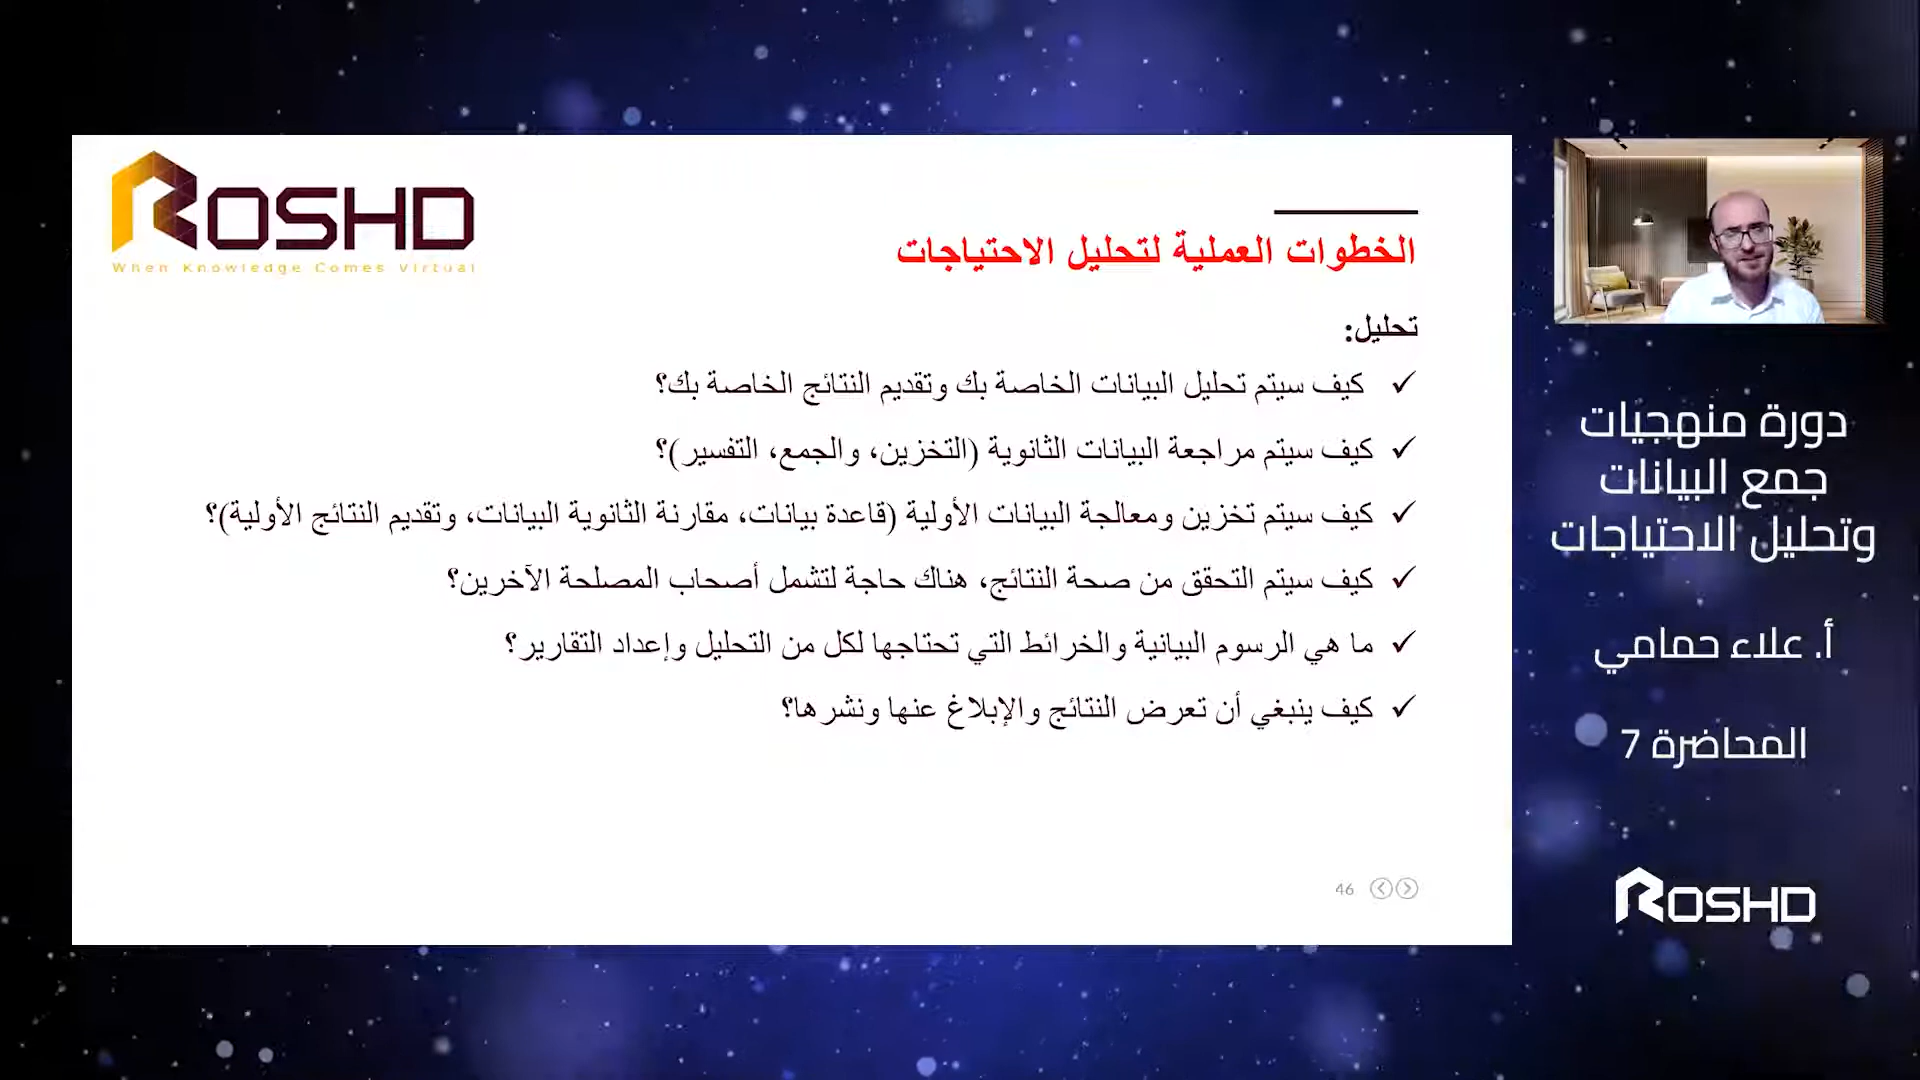 ROSHD
When Knowledge Comes Virtual
الخطوات العملية لتحليل الاحتياجات
تحليل:
✓ كيف سيتم تحليل البيانات الخاصة بك وتقديم النتائج الخاصة بك؟
✓ كيف سيتم مراجعة البيانات الثانوية (التخزين، والجمع، التفسير)؟
✓ كيف سيتم تخزين ومعالجة البيانات الأولية (قاعدة بيانات، مقارنة الثانوية البيانات، وتقديم النتائج الأولية)؟
✓ كيف سيتم التحقق من صحة النتائج، هناك حاجة لتشمل أصحاب المصلحة الآخرين؟
✓ ما هي الرسوم البيانية والخرائط التي تحتاجها لكل من التحليل وإعداد التقارير؟
✓ كيف ينبغي أن تعرض النتائج والإبلاغ عنها ونشرها؟
46
دورة منهجيات
جمع البيانات
وتحليل الاحتياجات
أ. علاء حمامي
المحاضرة 7
ROSHD